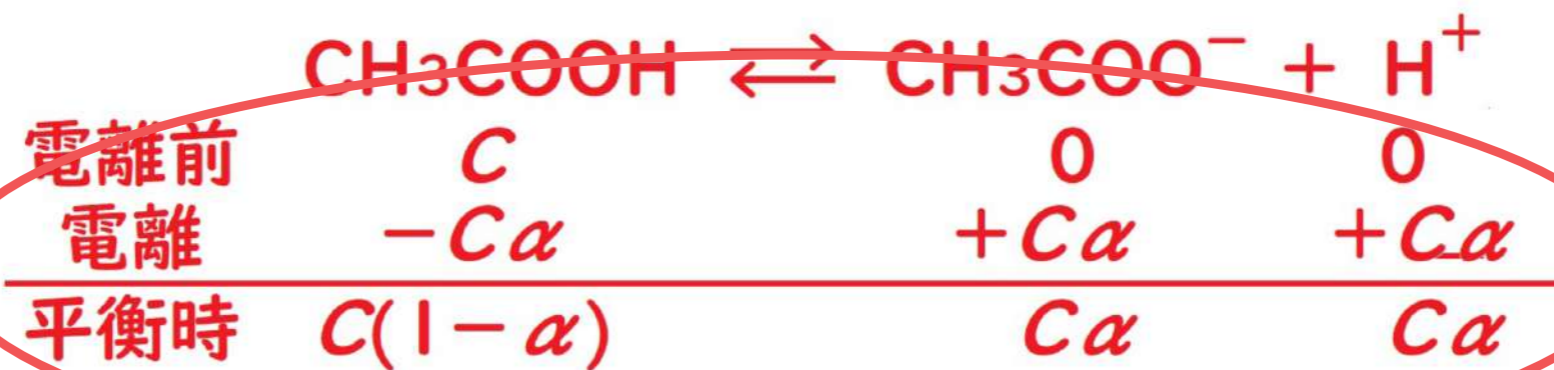 CH3COOH ⇄ CH3COO⁻ + H⁺
電離前 C 0 0
電離 −Cα +Cα +Cα
平衡時 C(1−α) Cα Cα